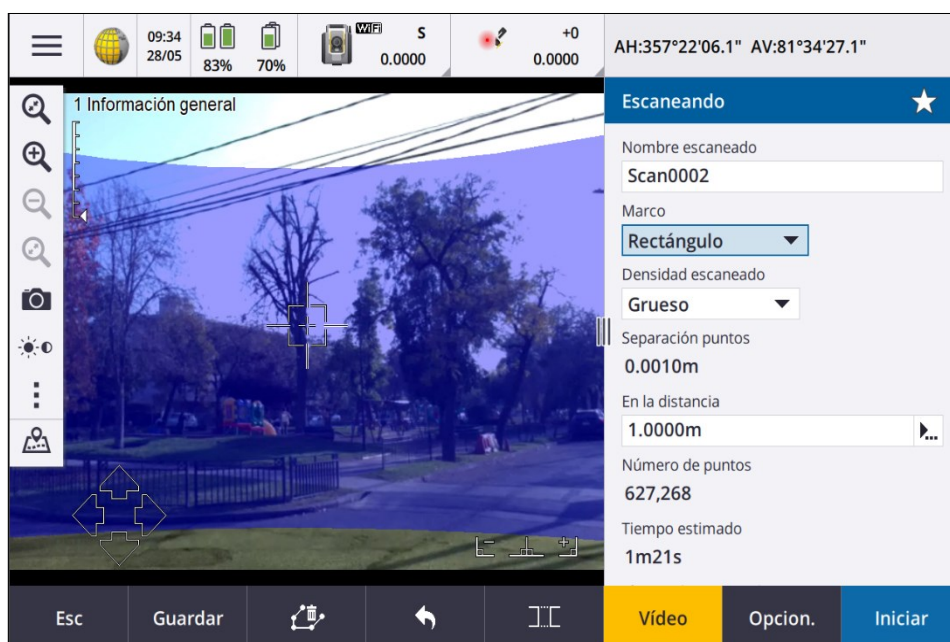 09:34
28/05
83%
70%
WiFi
S
0.0000
+0
0.0000
AH:357°22'06.1" AV:81°34'27.1"
1 Información general
Escaneando
Nombre escaneado
Scan0002
Marco
Rectángulo
Densidad escaneado
Grueso
Separación puntos
0.0010m
En la distancia
1.0000m
Número de puntos
627,268
Tiempo estimado
1m21s
Esc
Guardar
Vídeo
Opcion.
Iniciar